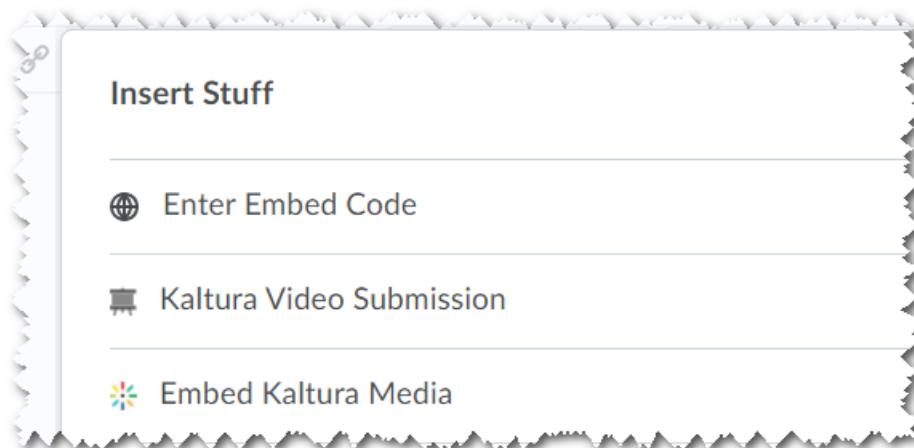 Insert Stuff
Enter Embed Code
Kaltura Video Submission
Embed Kaltura Media